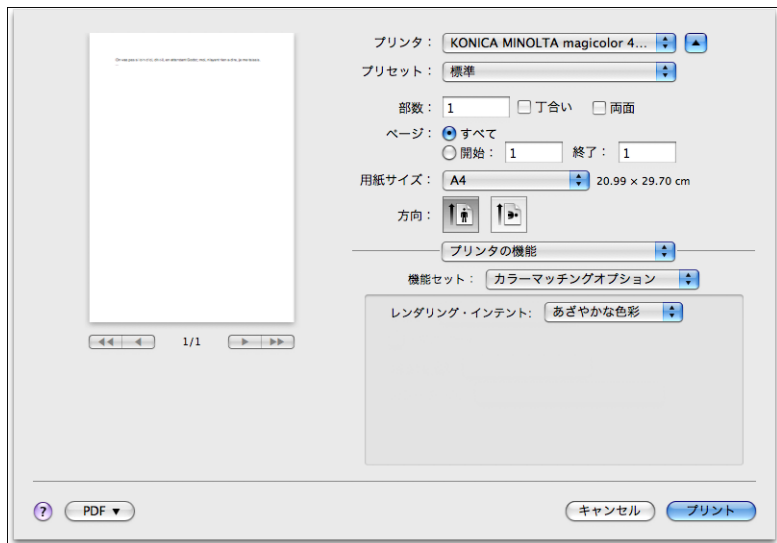 プリンタ： KONICA MINOLTA magicolor 4...
プリセット： 標準
部数： 1 丁合い 両面
ページ： すべて
開始： 1 終了： 1
用紙サイズ： A4 20.99 × 29.70 cm
方向：
プリンタの機能
機能セット： カラーマッチングオプション
レンダリング・インテント: あざやかな色彩
1/1
? PDF ▼ キャンセル プリント